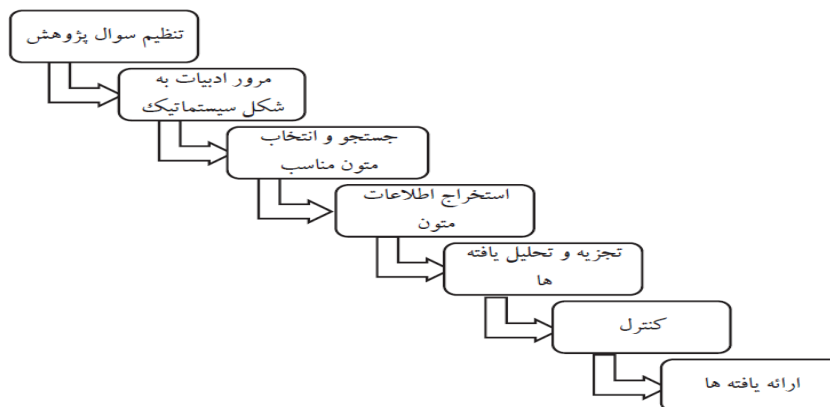 تنظیم سوال پژوهش
مرور ادبیات به
شکل سیستماتیک
جستجو و انتخاب
متون مناسب
استخراج اطلاعات
متون
تجزیه و تحلیل یافته
ها
کنترل
ارائه یافته ها